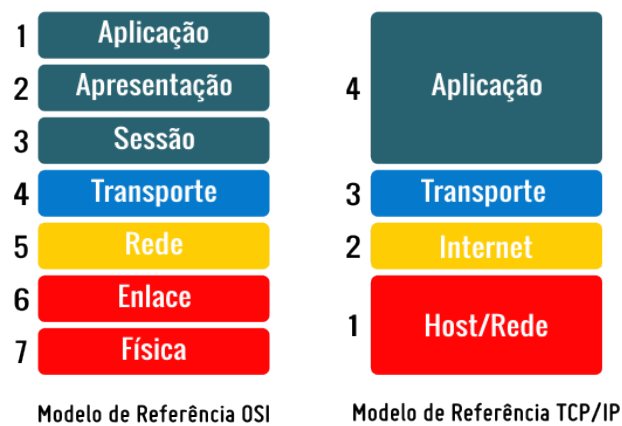 1 Aplicação
2 Apresentação
3 Sessão
4 Transporte
5 Rede
6 Enlace
7 Física
Modelo de Referência OSI
4 Aplicação
3 Transporte
2 Internet
1 Host/Rede
Modelo de Referência TCP/IP